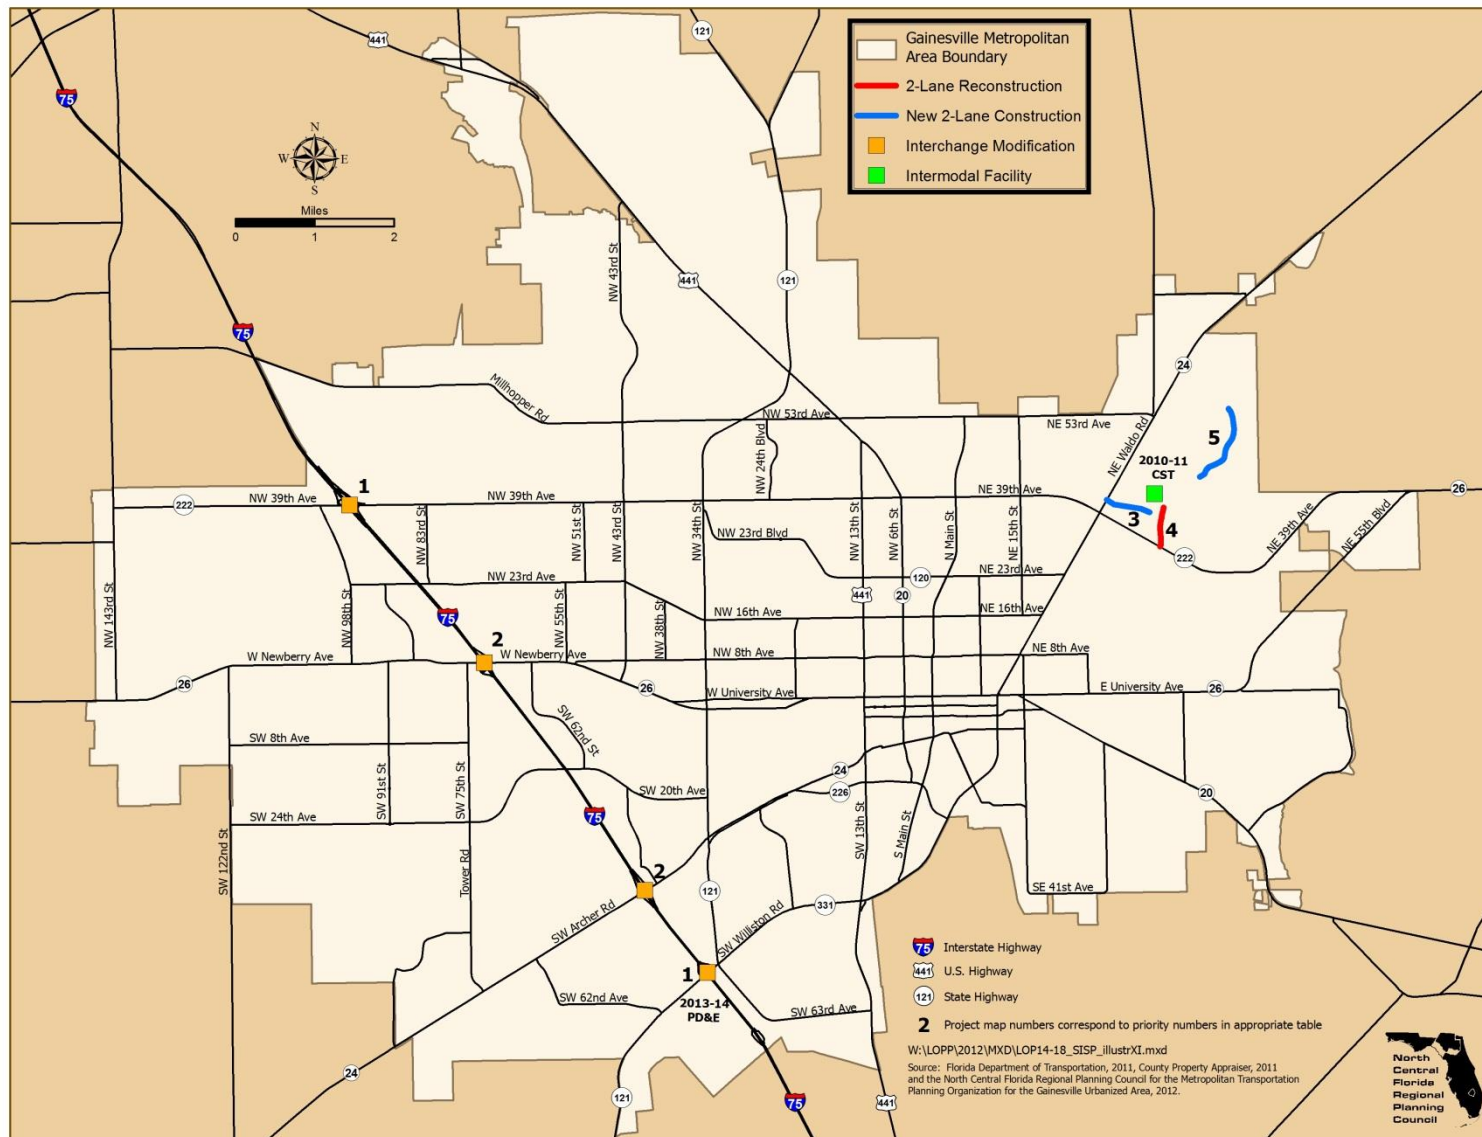 441
121
75
Gainesville Metropolitan
Area Boundary
2-Lane Reconstruction
New 2-Lane Construction
Interchange Modification
Intermodal Facility
N
W
E
S
Miles
0
1
2
NW 43rd St
441
121
75
24
Millhopper Rd
NW 53rd Ave
NE 53rd Ave
NE Waldo Rd
NW 24th Blvd
5
2010-11
CST
1
222
NW 39th Ave
NW 39th Ave
NE 39th Ave
26
3
4
222
NE 39th Ave
NE 55th Blvd
NW 83rd St
NW 51st St
NW 43rd St
NW 34th St
NW 23rd Blvd
NW 13th St
NW 6th St
N Main St
NE 15th St
NW 23rd Ave
120
NE 23rd Ave
441
20
NW 143rd St
NW 98th St
75
NW 55th St
NW 38th St
NW 16th Ave
NE 16th Ave
2
W Newberry Ave
W Newberry Ave
NW 8th Ave
NE 8th Ave
26
26
W University Ave
E University Ave
26
SW 62nd St
SW 8th Ave
SW 91st St
SW 75th St
24
SW 20th Ave
226
20
SW 24th Ave
75
SW 13th St
S Main St
SW 122nd St
Tower Rd
2
121
SE 41st Ave
331
SW Archer Rd
SW Williston Rd
1
2013-14
PD&E
SW 62nd Ave
SW 63rd Ave
24
121
75
441
75
Interstate Highway
441
U.S. Highway
121
State Highway
2
Project map numbers correspond to priority numbers in appropriate table
W:\LOPP\2012\MXD\LOP14-18_SISP_illustrXI.mxd
Source: Florida Department of Transportation, 2011, County Property Appraiser, 2011
and the North Central Florida Regional Planning Council for the Metropolitan Transportation
Planning Organization for the Gainesville Urbanized Area, 2012.
North
Central
Florida
Regional
Planning
Council